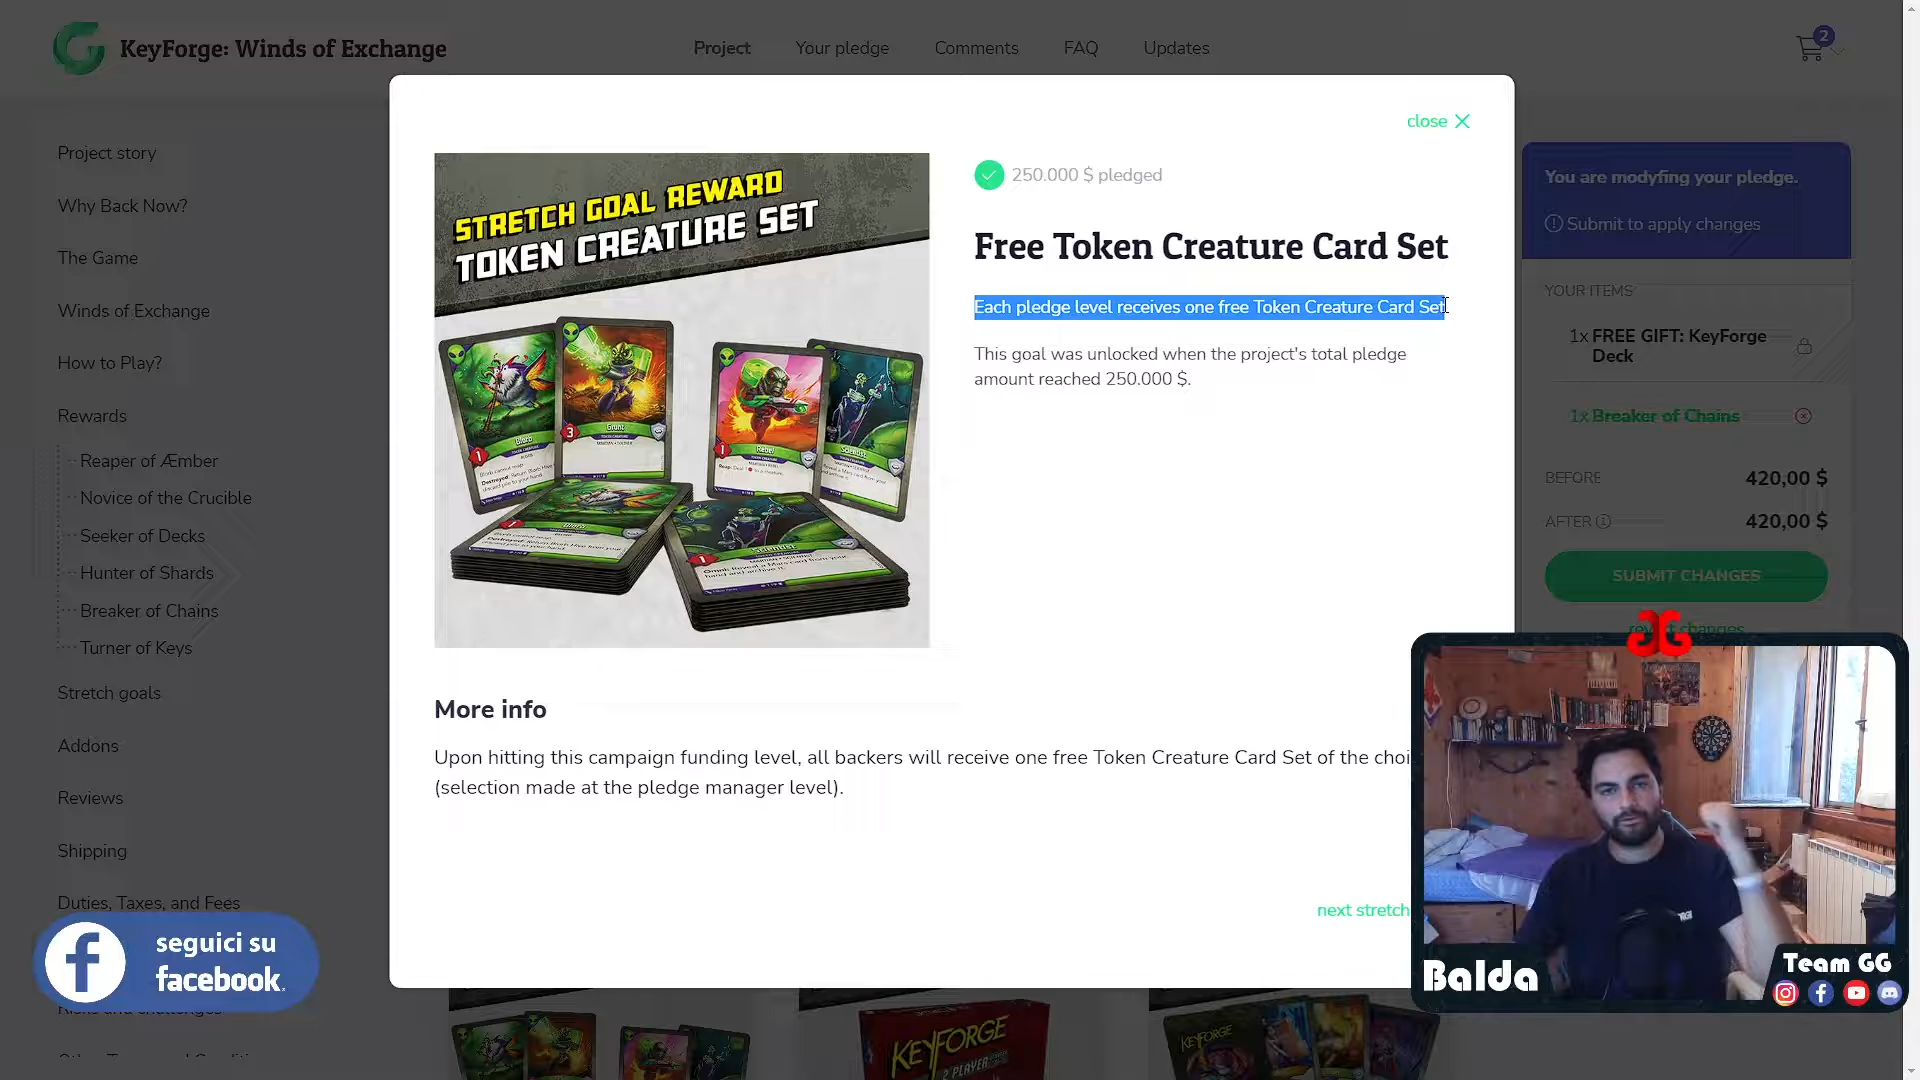 KeyForge: Winds of Exchange
Project
Your pledge
Comments
FAQ
Updates
2
Project story
Why Back Now?
The Game
Winds of Exchange
How to Play?
Rewards
Reaper of Æmber
Novice of the Crucible
Seeker of Decks
Hunter of Shards
Breaker of Chains
Turner of Keys
Stretch goals
Addons
Reviews
Shipping
Duties, Taxes, and Fees
close
STRETCH GOAL REWARD
TOKEN CREATURE SET
Grunt
Rebel
Scientist
250.000 $ pledged
Free Token Creature Card Set
Each pledge level receives one free Token Creature Card Set
This goal was unlocked when the project's total pledge
amount reached 250.000 $.
More info
Upon hitting this campaign funding level, all backers will receive one free Token Creature Card Set of the
(selection made at the pledge manager level).
next stretch
You are modyfing your pledge.
Submit to apply changes
YOUR ITEMS
1x FREE GIFT: KeyForge
Deck
1x Breaker of Chains
BEFORE
420,00 $
AFTER
420,00 $
SUBMIT CHANGES
changes
seguici su
facebook.
KEYFORGE
2 PLAYER
KEYFORGE
Balda
Team GG